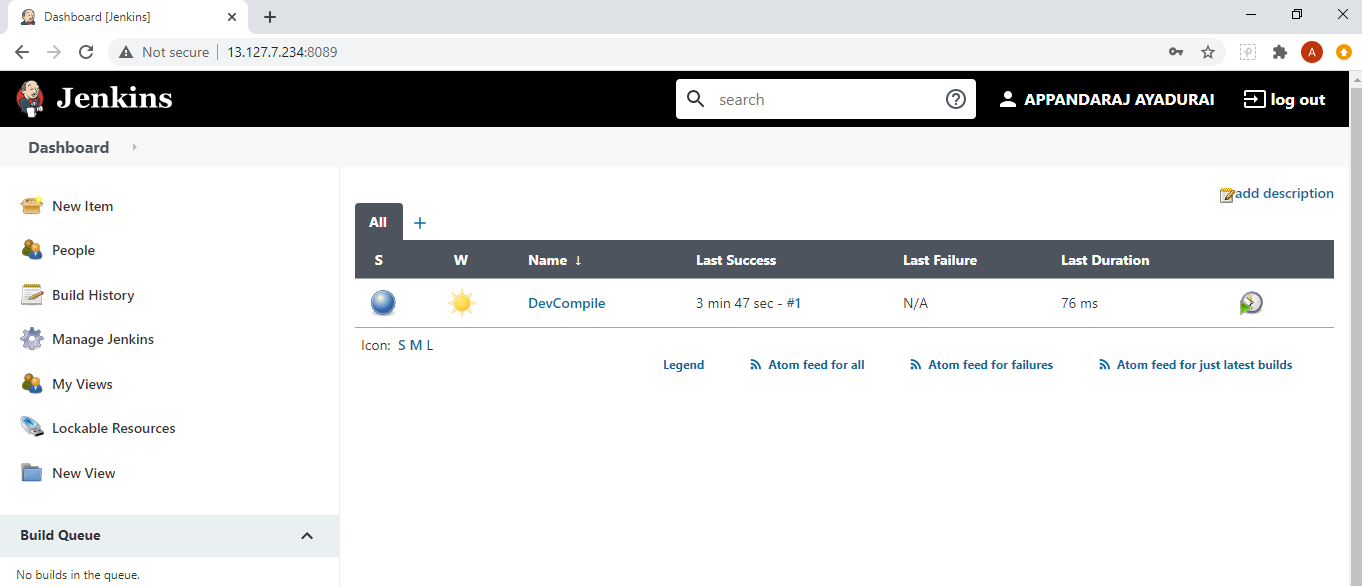 Dashboard [Jenkins]
Not secure 13.127.7.234:8089
A
Jenkins
search
APPANDARAJ AYADURAI
log out
Dashboard
New Item
People
Build History
Manage Jenkins
My Views
Lockable Resources
New View
Build Queue
No builds in the queue.
add description
All +
S W Name ↓ Last Success Last Failure Last Duration
DevCompile 3 min 47 sec - #1 N/A 76 ms
Icon: S M L
Legend Atom feed for all Atom feed for failures Atom feed for just latest builds